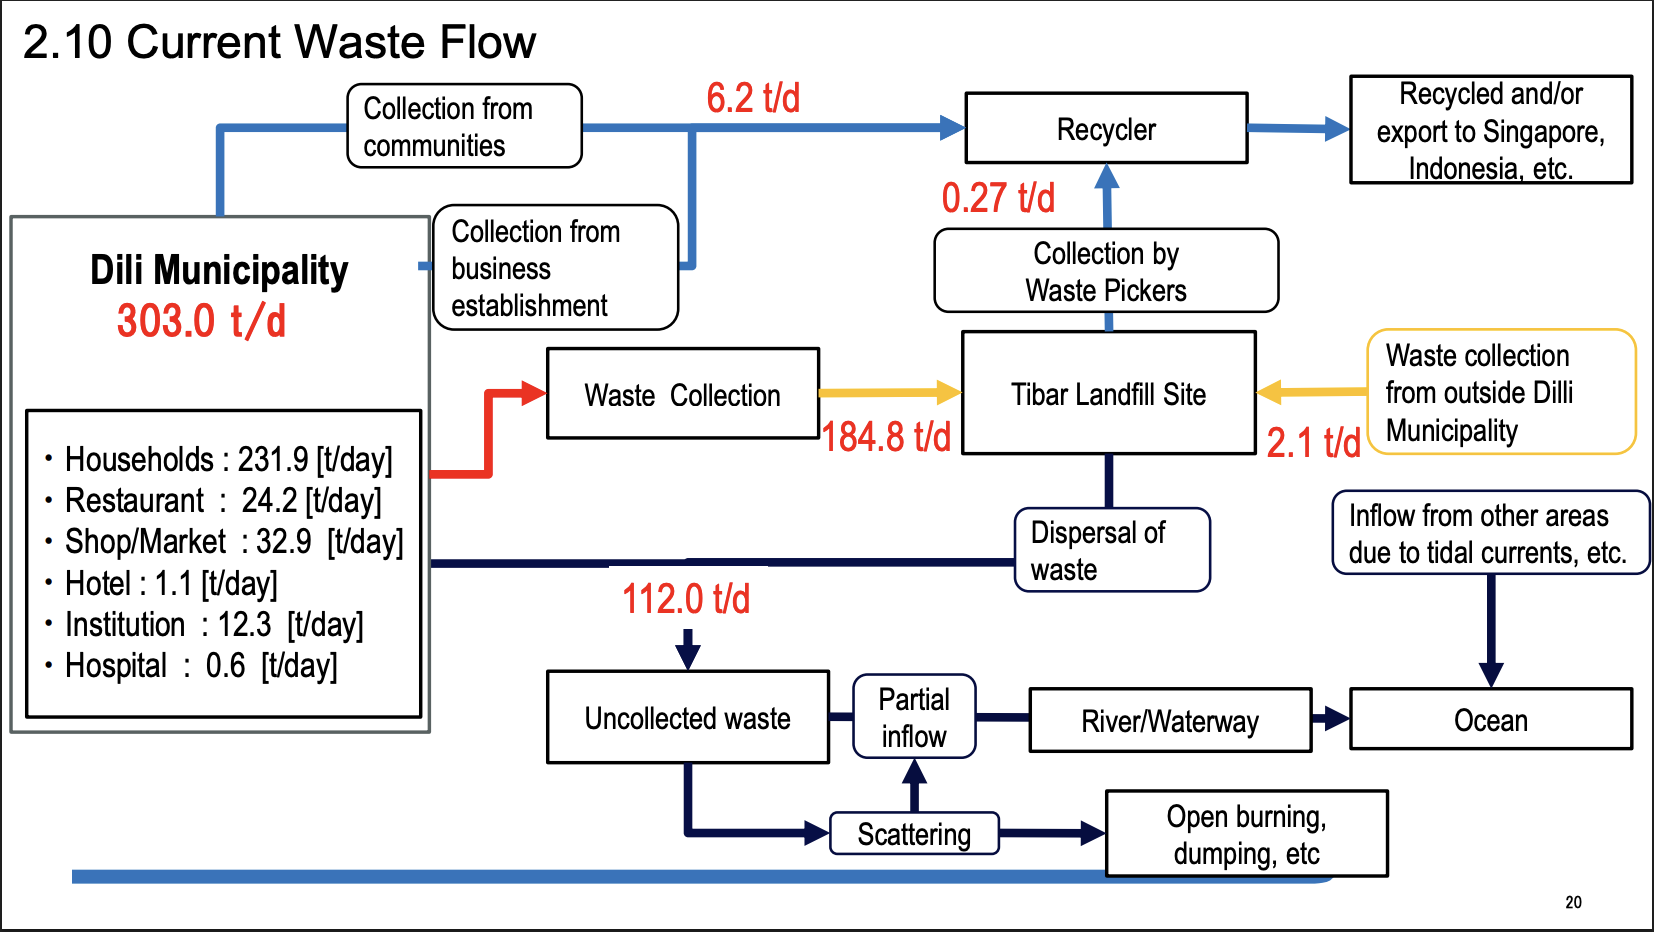 2.10 Current Waste Flow
Collection from
communities
6.2 t/d
Recycler
Recycled and/or
export to Singapore,
Indonesia, etc.
0.27 t/d
Collection from
business
establishment
Collection by
Waste Pickers
Dili Municipality
303.0 t/d
Waste Collection
184.8 t/d
Tibar Landfill Site
2.1 t/d
Waste collection
from outside Dilli
Municipality
・Households : 231.9 [t/day]
・Restaurant : 24.2 [t/day]
・Shop/Market : 32.9 [t/day]
・Hotel : 1.1 [t/day]
・Institution : 12.3 [t/day]
・Hospital : 0.6 [t/day]
Dispersal of
waste
Inflow from other areas
due to tidal currents, etc.
112.0 t/d
Uncollected waste
Partial
inflow
River/Waterway
Ocean
Scattering
Open burning,
dumping, etc
20